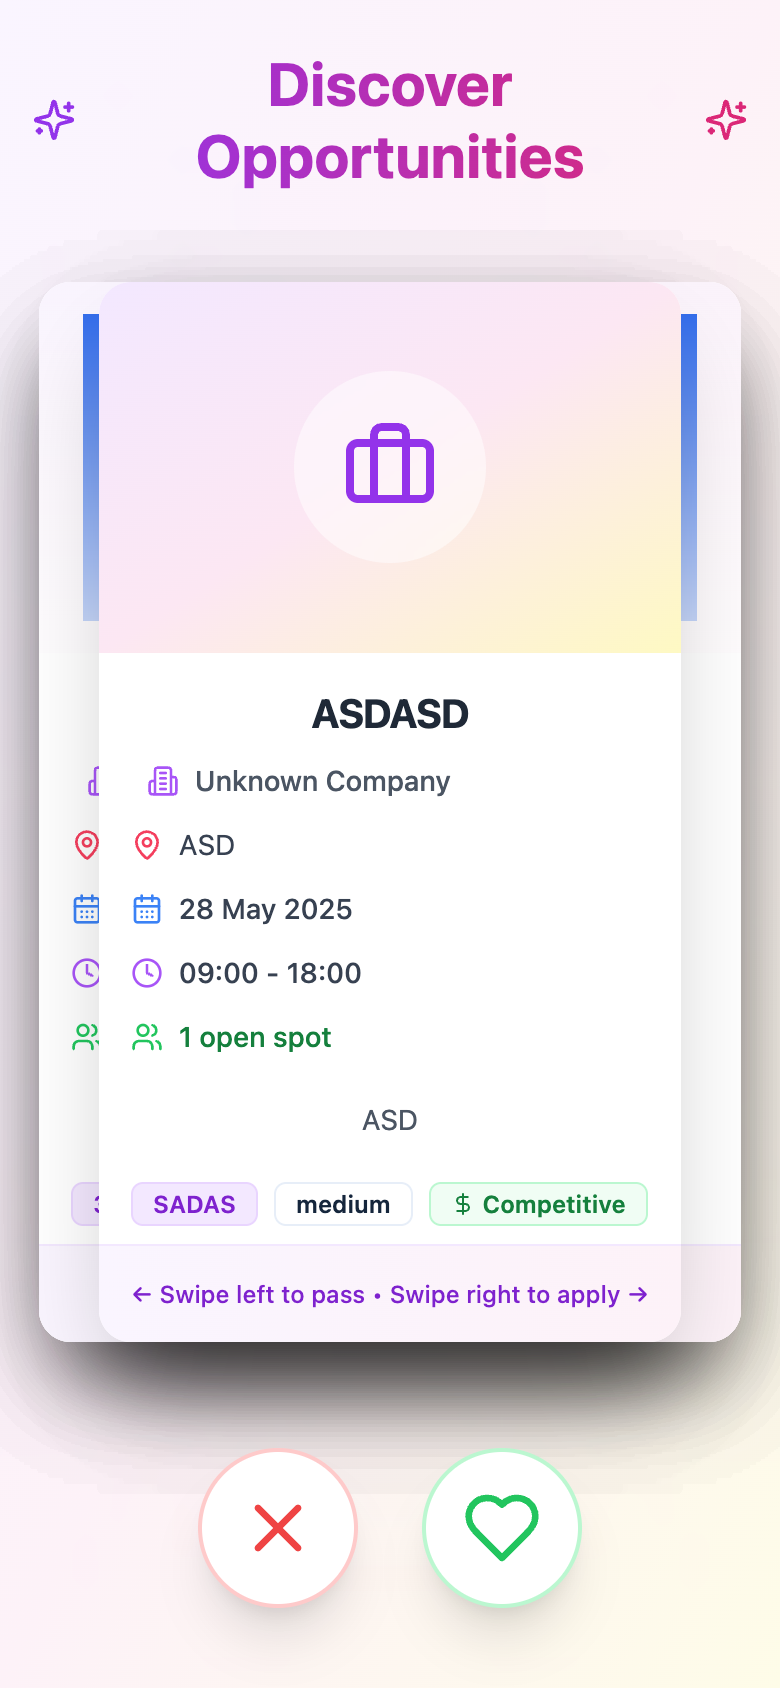 Discover
Opportunities
ASDASD
Unknown Company
ASD
28 May 2025
09:00 - 18:00
1 open spot
ASD
SADAS medium $ Competitive
← Swipe left to pass • Swipe right to apply →